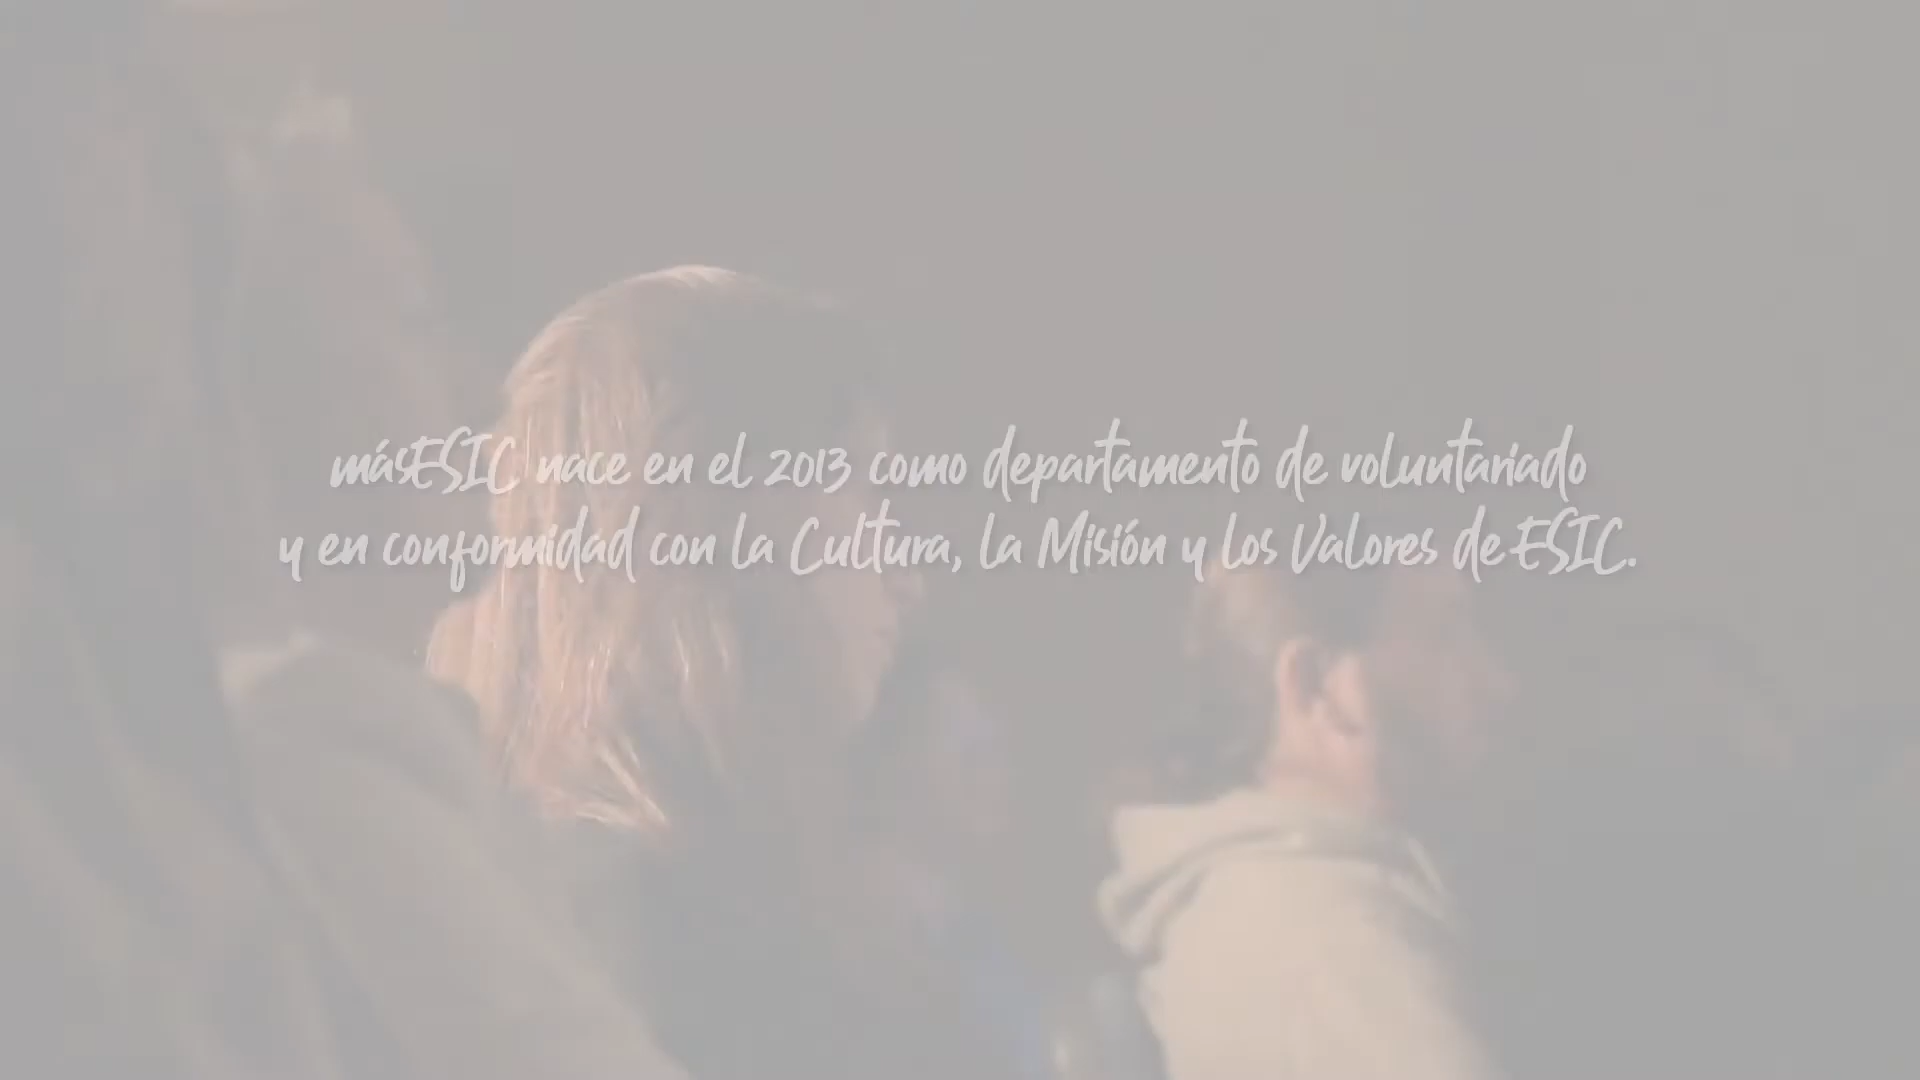 másESIC nace en el 2013 como departamento de voluntariado
y en conformidad con la Cultura, la Misión y los Valores de ESIC.